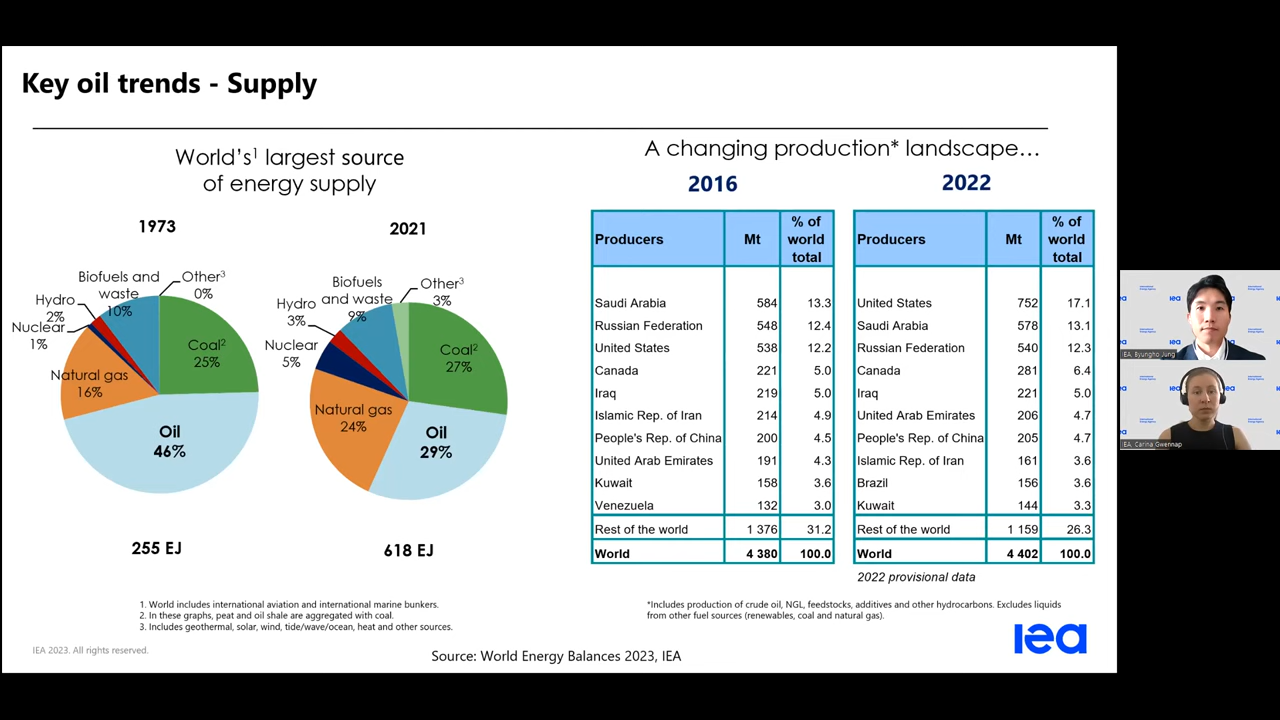 Key oil trends - Supply
World's¹ largest source
of energy supply
1973
2021
Other³
0%
Biofuels and
waste
10%
Hydro
2%
Nuclear
1%
Natural gas
16%
Coal²
25%
Oil
46%
255 EJ
Other³
3%
Biofuels
and waste
9%
Hydro
3%
Nuclear
5%
Natural gas
24%
Coal²
27%
Oil
29%
618 EJ
1. World includes international aviation and international marine bunkers.
2. In these graphs, peat and oil shale are aggregated with coal.
3. Includes geothermal, solar, wind, tide/wave/ocean, heat and other sources.
A changing production* landscape…
2016
Producers Mt % of world total
Saudi Arabia 584 13.3
Russian Federation 548 12.4
United States 538 12.2
Canada 221 5.0
Iraq 219 5.0
Islamic Rep. of Iran 214 4.9
People's Rep. of China 200 4.5
United Arab Emirates 191 4.3
Kuwait 158 3.6
Venezuela 132 3.0
Rest of the world 1 376 31.2
World 4 380 100.0
2022
Producers Mt % of world total
United States 752 17.1
Saudi Arabia 578 13.1
Russian Federation 540 12.3
Canada 281 6.4
Iraq 221 5.0
United Arab Emirates 206 4.7
People's Rep. of China 205 4.7
Islamic Rep. of Iran 161 3.6
Brazil 156 3.6
Kuwait 144 3.3
Rest of the world 1 159 26.3
World 4 402 100.0
2022 provisional data
*Includes production of crude oil, NGL, feedstocks, additives and other hydrocarbons. Excludes liquids
from other fuel sources (renewables, coal and natural gas).
IEA 2023. All rights reserved.
Source: World Energy Balances 2023, IEA
iea
IEA, Byungho Jung
IEA, Carina Gwennap